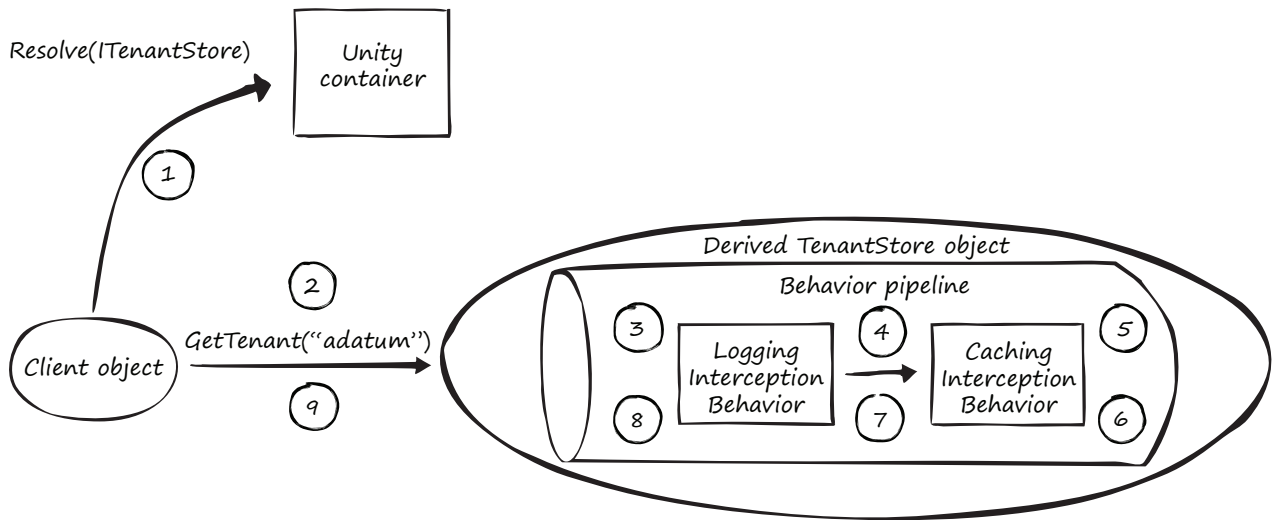 Resolve(ITenantStore)
Unity
container
1
Derived TenantStore object
Behavior pipeline
2
3
4
5
GetTenant(“adatum”)
Client object
Logging
Interception
Behavior
Caching
Interception
Behavior
9
8
7
6